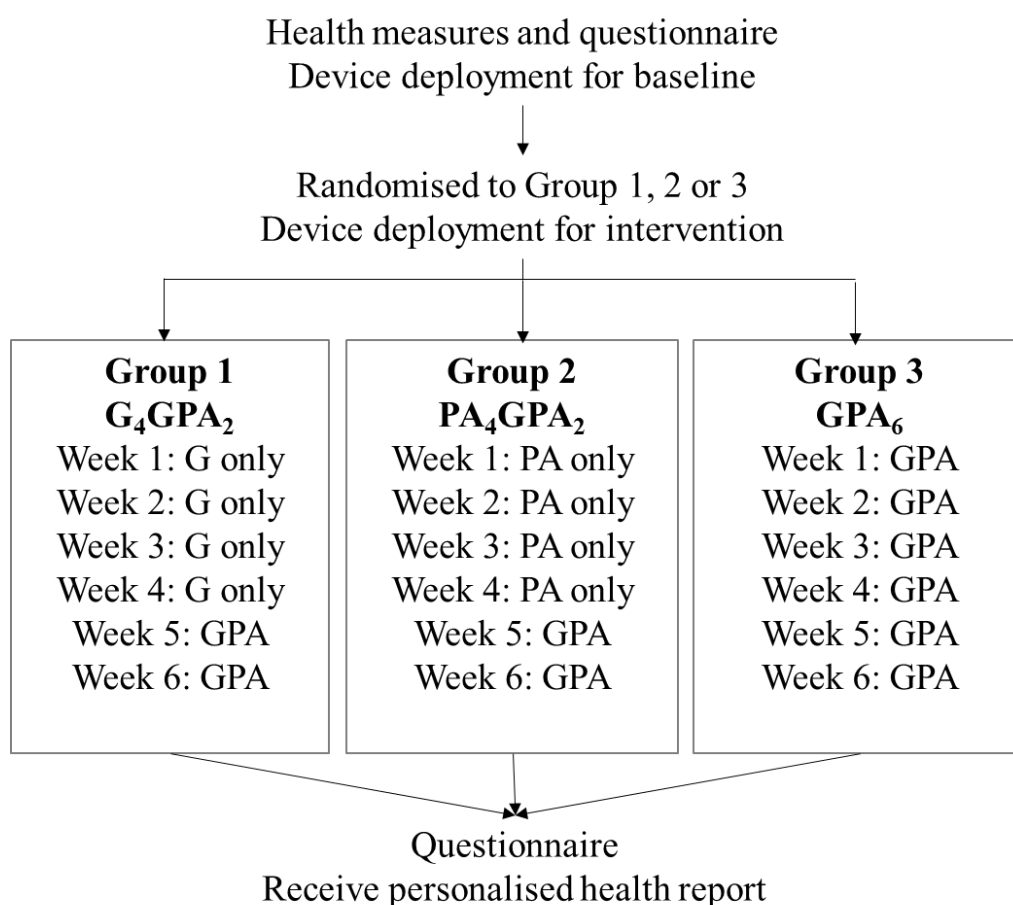 Health measures and questionnaire
Device deployment for baseline
Randomised to Group 1, 2 or 3
Device deployment for intervention
Group 1
G₄GPA₂
Week 1: G only
Week 2: G only
Week 3: G only
Week 4: G only
Week 5: GPA
Week 6: GPA
Group 2
PA₄GPA₂
Week 1: PA only
Week 2: PA only
Week 3: PA only
Week 4: PA only
Week 5: GPA
Week 6: GPA
Group 3
GPA₆
Week 1: GPA
Week 2: GPA
Week 3: GPA
Week 4: GPA
Week 5: GPA
Week 6: GPA
Questionnaire
Receive personalised health report